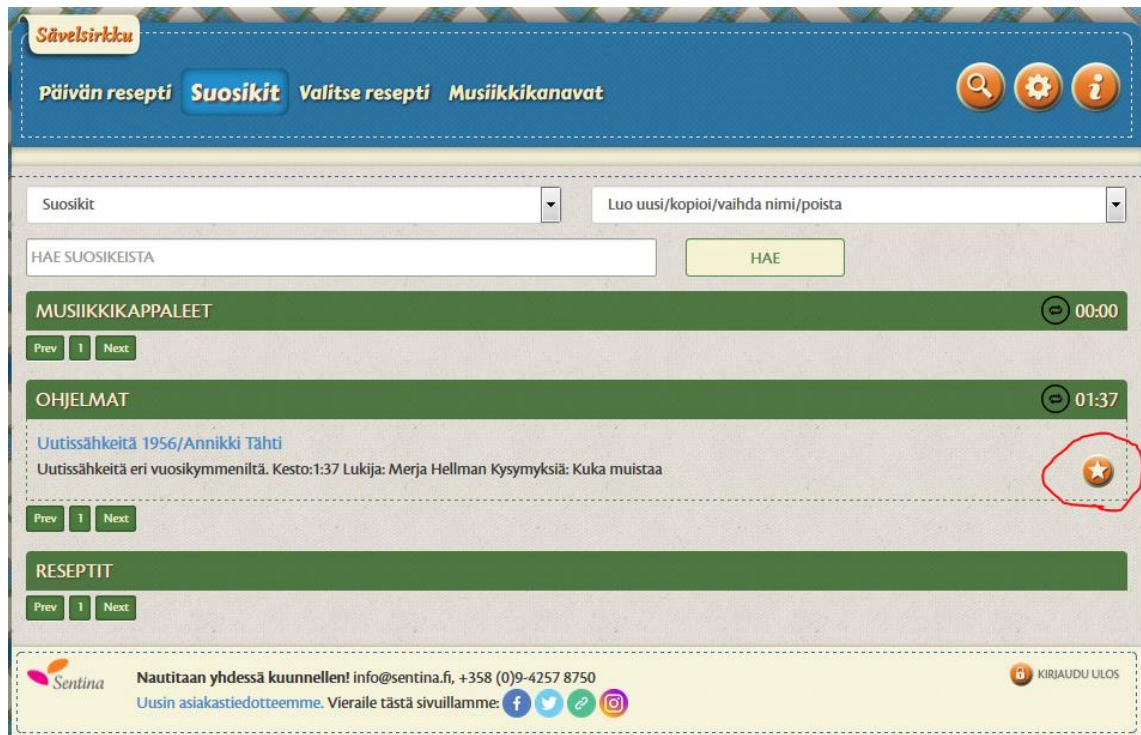 Sävelsirkku
Päivän resepti Suosikit Valitse resepti Musiikkikanavat
Suosikit
Luo uusi/kopioi/vaihda nimi/poista
HAE SUOSIKEISTA
HAE
MUSIIKKIKAPPALEET 00:00
Prev 1 Next
OHJELMAT 01:37
Uutissähkeitä 1956/Annikki Tähti
Uutissähkeitä eri vuosikymmeniltä. Kesto:1:37 Lukija: Merja Hellman Kysymyksiä: Kuka muistaa
Prev 1 Next
RESEPTIT
Prev 1 Next
Sentina
Nautitaan yhdessä kuunnellen! info@sentina.fi, +358 (0)9-4257 8750
Uusin asiakastiedotteemme. Vieraile tästä sivuillamme:
KIRJAUDU ULOS